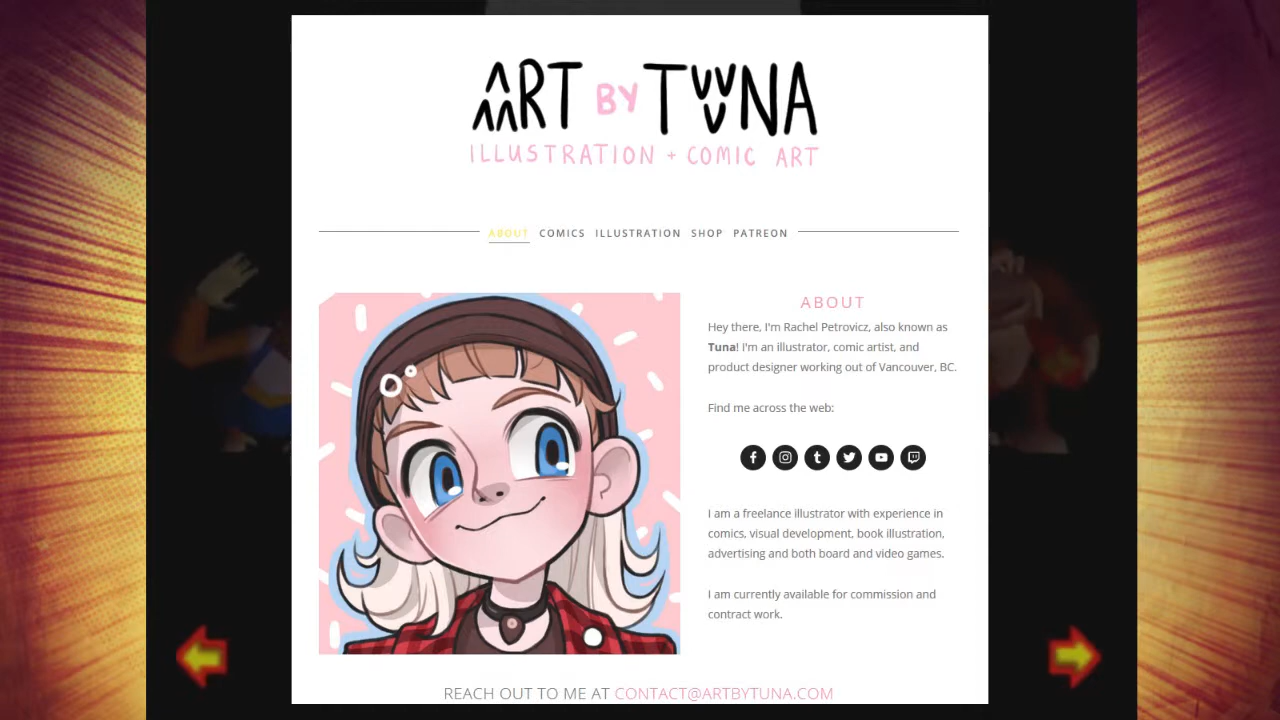 ART BY TUNA
ILLUSTRATION + COMIC ART
ABOUT COMICS ILLUSTRATION SHOP PATREON
ABOUT
Hey there, I'm Rachel Petrovicz, also known as
Tuna! I'm an illustrator, comic artist, and
product designer working out of Vancouver, BC.
Find me across the web:
I am a freelance illustrator with experience in
comics, visual development, book illustration,
advertising and both board and video games.
I am currently available for commission and
contract work.
REACH OUT TO ME AT CONTACT@ARTBYTUNA.COM